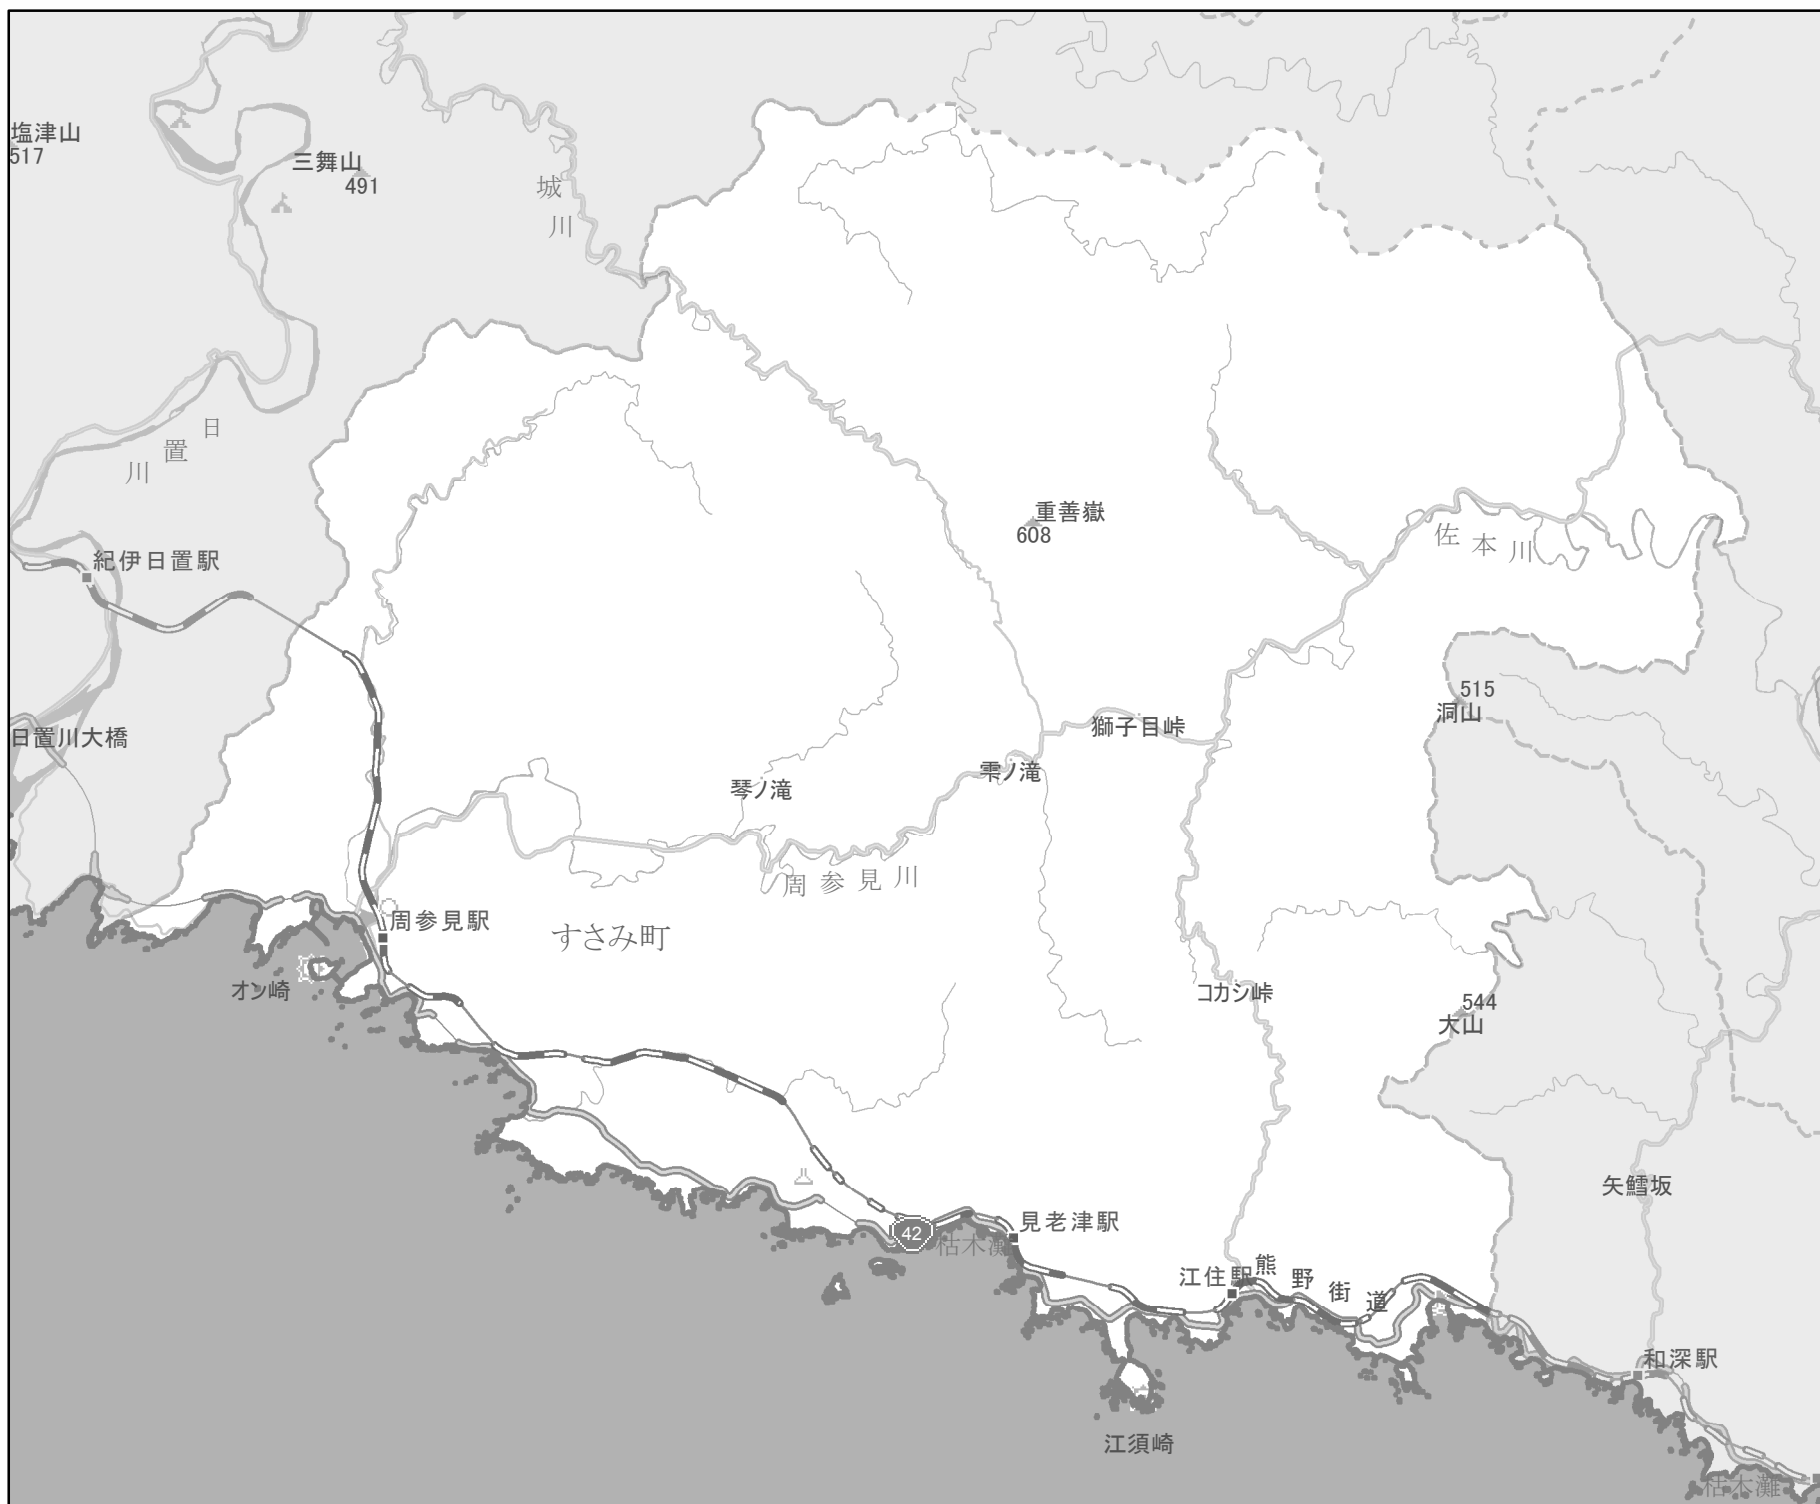 塩津山
517
三舞山
491
城川
日置川
紀伊日置駅
重善嶽
608
佐本川
515
洞山
日置川大橋
獅子目峠
雫ノ滝
琴ノ滝
周参見川
周参見駅
すさみ町
オン崎
コカシ峠
544
大山
矢鱈坂
見老津駅
42
枯木灘
江住駅
熊野街道
和深駅
江須崎
枯木灘